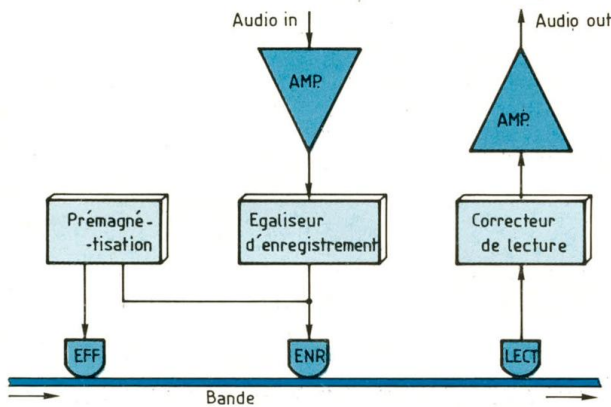 Audio in
Audio out
AMP.
AMP.
Prémagné-
-tisation
Egaliseur
d'enregistrement
Correcteur
de lecture
EFF
ENR
LECT
Bande